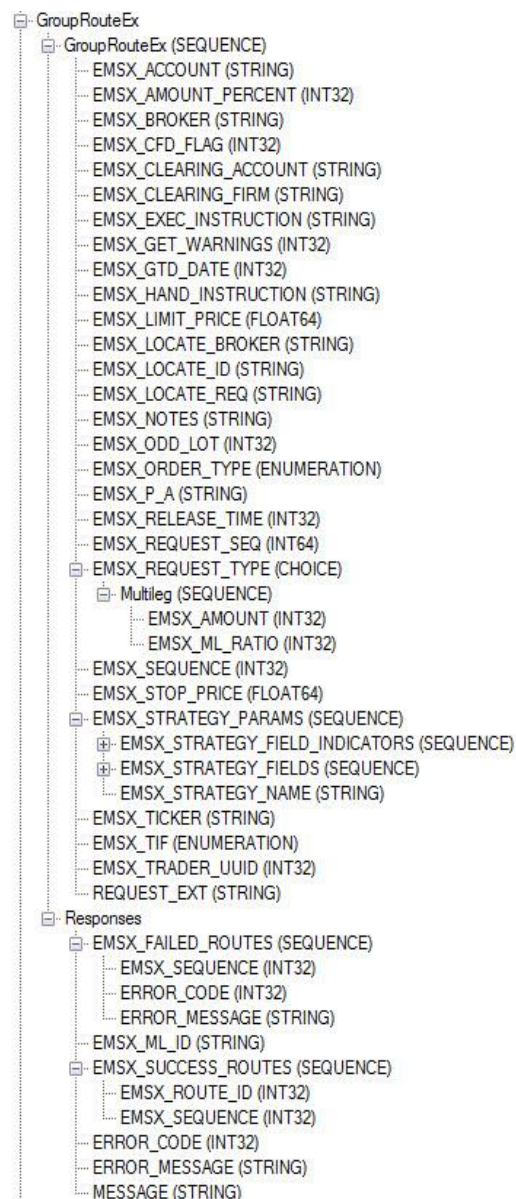 GroupRouteEx
GroupRouteEx (SEQUENCE)
EMSX_ACCOUNT (STRING)
EMSX_AMOUNT_PERCENT (INT32)
EMSX_BROKER (STRING)
EMSX_CFD_FLAG (INT32)
EMSX_CLEARING_ACCOUNT (STRING)
EMSX_CLEARING_FIRM (STRING)
EMSX_EXEC_INSTRUCTION (STRING)
EMSX_GET_WARNINGS (INT32)
EMSX_GTD_DATE (INT32)
EMSX_HAND_INSTRUCTION (STRING)
EMSX_LIMIT_PRICE (FLOAT64)
EMSX_LOCATE_BROKER (STRING)
EMSX_LOCATE_ID (STRING)
EMSX_LOCATE_REQ (STRING)
EMSX_NOTES (STRING)
EMSX_ODD_LOT (INT32)
EMSX_ORDER_TYPE (ENUMERATION)
EMSX_P_A (STRING)
EMSX_RELEASE_TIME (INT32)
EMSX_REQUEST_SEQ (INT64)
EMSX_REQUEST_TYPE (CHOICE)
Multileg (SEQUENCE)
EMSX_AMOUNT (INT32)
EMSX_ML_RATIO (INT32)
EMSX_SEQUENCE (INT32)
EMSX_STOP_PRICE (FLOAT64)
EMSX_STRATEGY_PARAMS (SEQUENCE)
EMSX_STRATEGY_FIELD_INDICATORS (SEQUENCE)
EMSX_STRATEGY_FIELDS (SEQUENCE)
EMSX_STRATEGY_NAME (STRING)
EMSX_TICKER (STRING)
EMSX_TIF (ENUMERATION)
EMSX_TRADER_UUID (INT32)
REQUEST_EXT (STRING)
Responses
EMSX_FAILED_ROUTES (SEQUENCE)
EMSX_SEQUENCE (INT32)
ERROR_CODE (INT32)
ERROR_MESSAGE (STRING)
EMSX_ML_ID (STRING)
EMSX_SUCCESS_ROUTES (SEQUENCE)
EMSX_ROUTE_ID (INT32)
EMSX_SEQUENCE (INT32)
ERROR_CODE (INT32)
ERROR_MESSAGE (STRING)
MESSAGE (STRING)